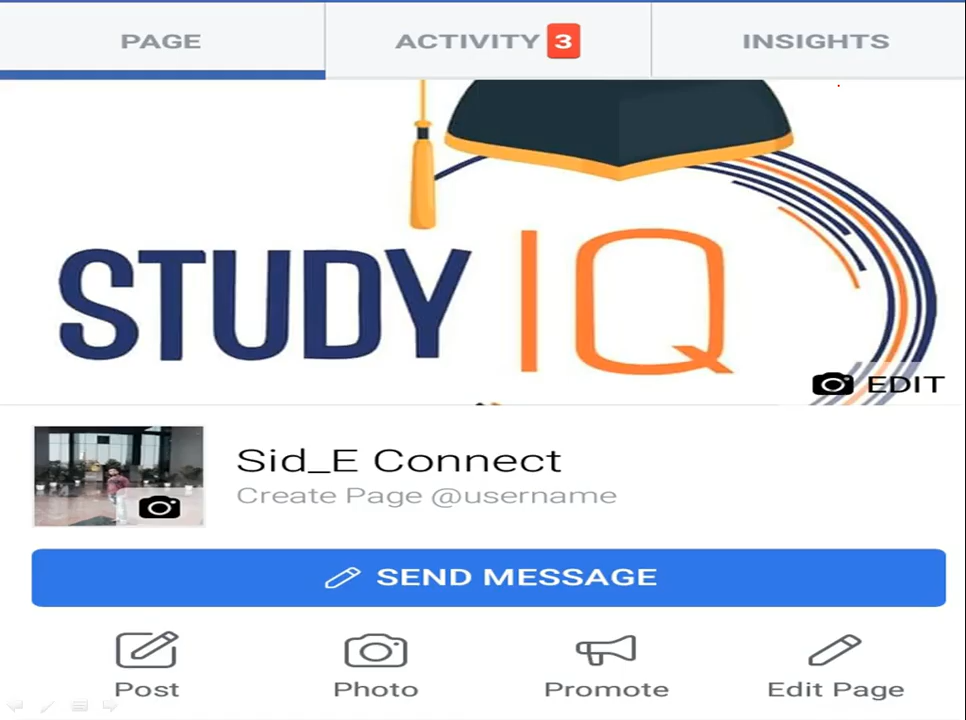 PAGE ACTIVITY 3 INSIGHTS
STUDY IQ
EDIT
Sid_E Connect
Create Page @username
SEND MESSAGE
Post Photo Promote Edit Page